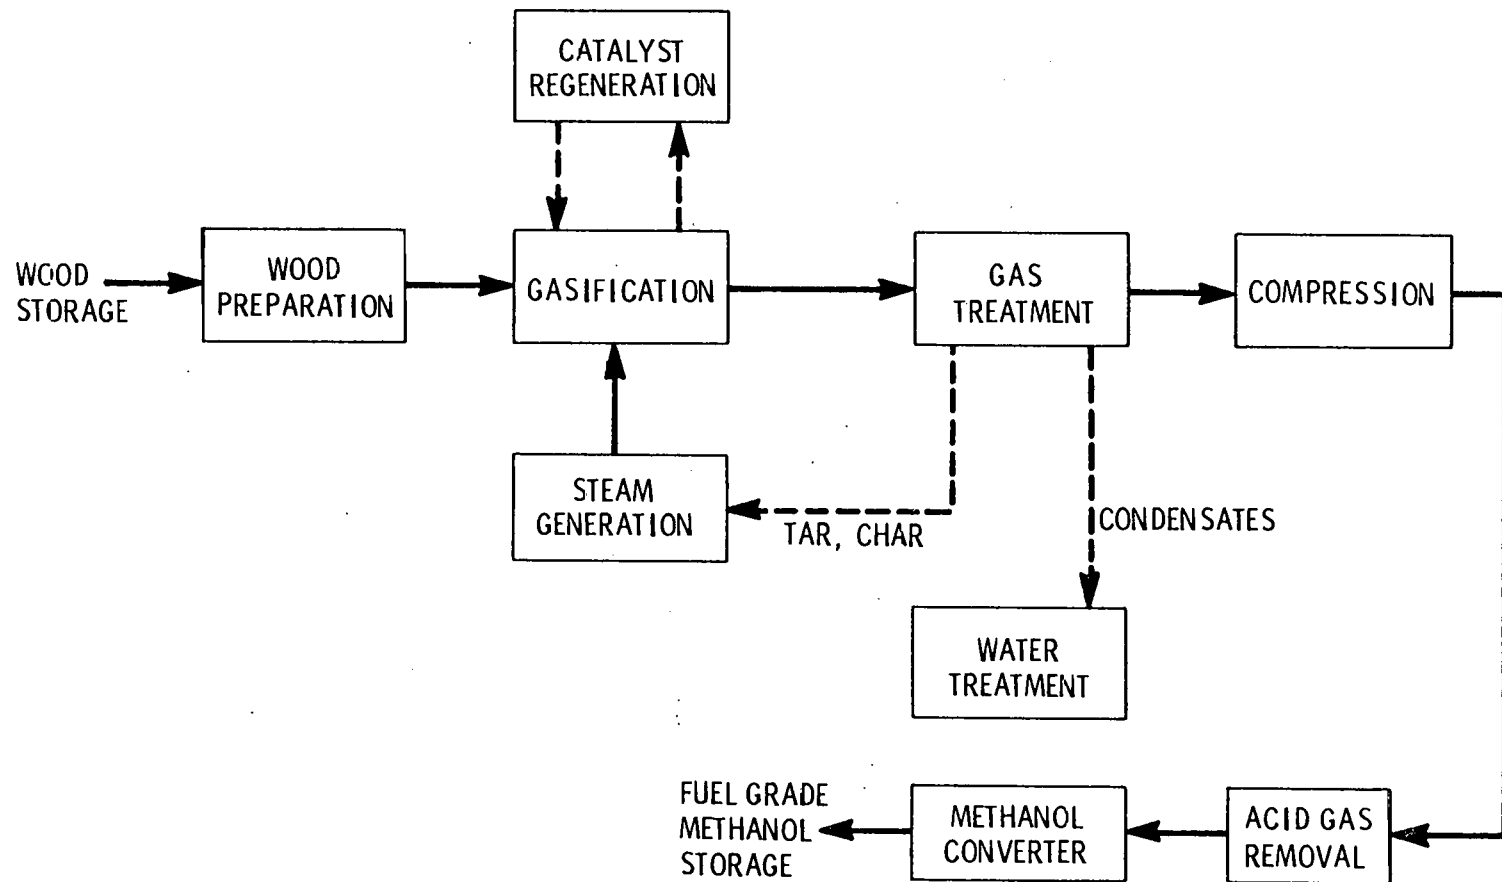 CATALYST
REGENERATION
WOOD
STORAGE
WOOD
PREPARATION
GASIFICATION
GAS
TREATMENT
COMPRESSION
STEAM
GENERATION
TAR, CHAR
CONDENSATES
WATER
TREATMENT
FUEL GRADE
METHANOL
STORAGE
METHANOL
CONVERTER
ACID GAS
REMOVAL